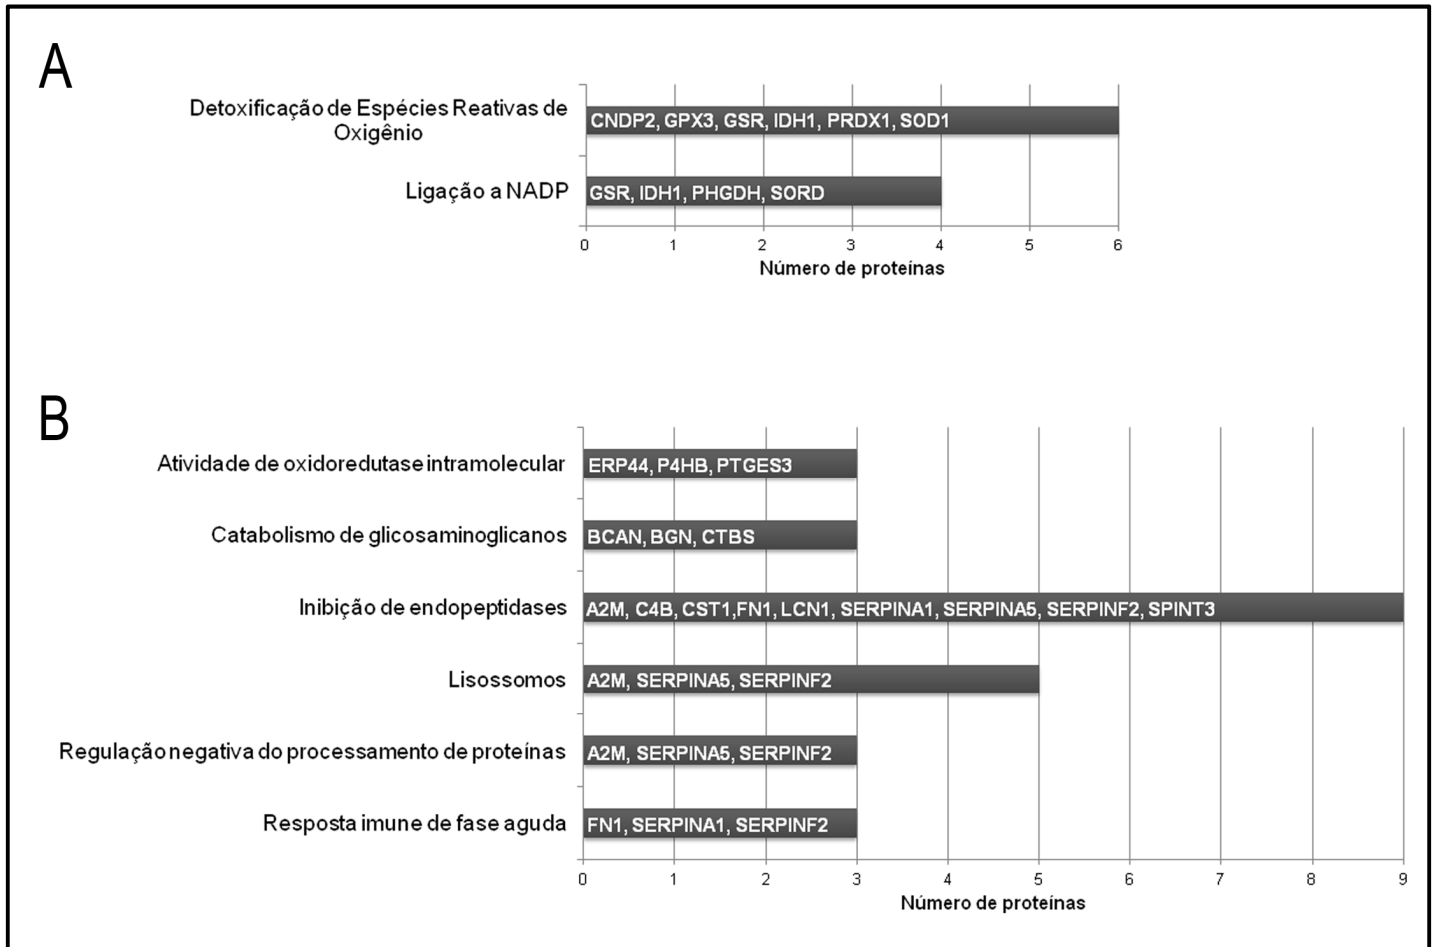 A
Detoxificação de Espécies Reativas de
Oxigênio
CNDP2, GPX3, GSR, IDH1, PRDX1, SOD1
Ligação a NADP
GSR, IDH1, PHGDH, SORD
0 1 2 3 4 5 6
Número de proteínas
B
Atividade de oxidoredutase intramolecular
ERP44, P4HB, PTGES3
Catabolismo de glicosaminoglicanos
BCAN, BGN, CTBS
Inibição de endopeptidases
A2M, C4B, CST1,FN1, LCN1, SERPINA1, SERPINA5, SERPINF2, SPINT3
Lisossomos
A2M, SERPINA5, SERPINF2
Regulação negativa do processamento de proteínas
A2M, SERPINA5, SERPINF2
Resposta imune de fase aguda
FN1, SERPINA1, SERPINF2
0 1 2 3 4 5 6 7 8 9
Número de proteínas